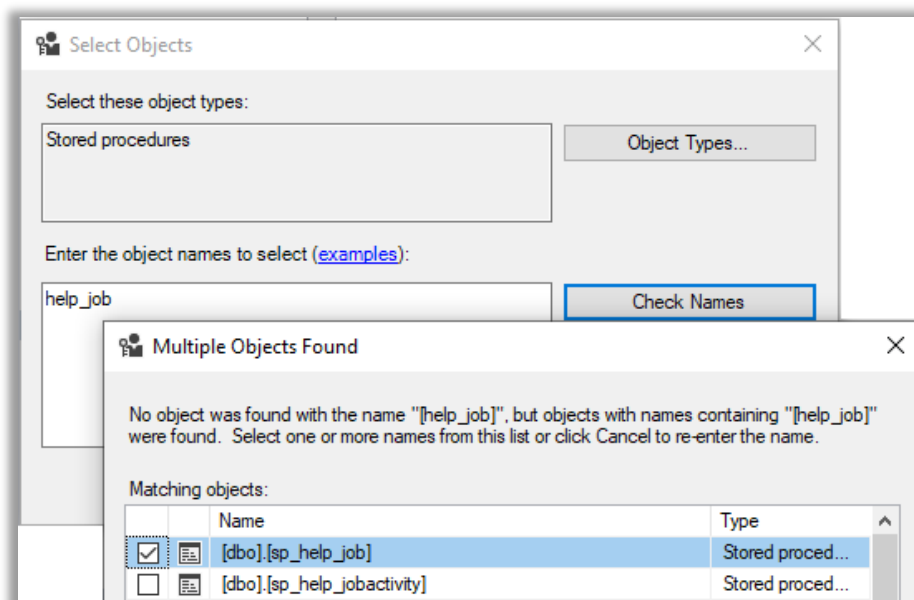 Select Objects
Select these object types:
Stored procedures
Object Types...
Enter the object names to select (examples):
help_job
Check Names
Multiple Objects Found
No object was found with the name "[help_job]", but objects with names containing "[help_job]"
were found. Select one or more names from this list or click Cancel to re-enter the name.
Matching objects:
Name Type
[dbo].[sp_help_job] Stored proced...
[dbo].[sp_help_jobactivity] Stored proced...